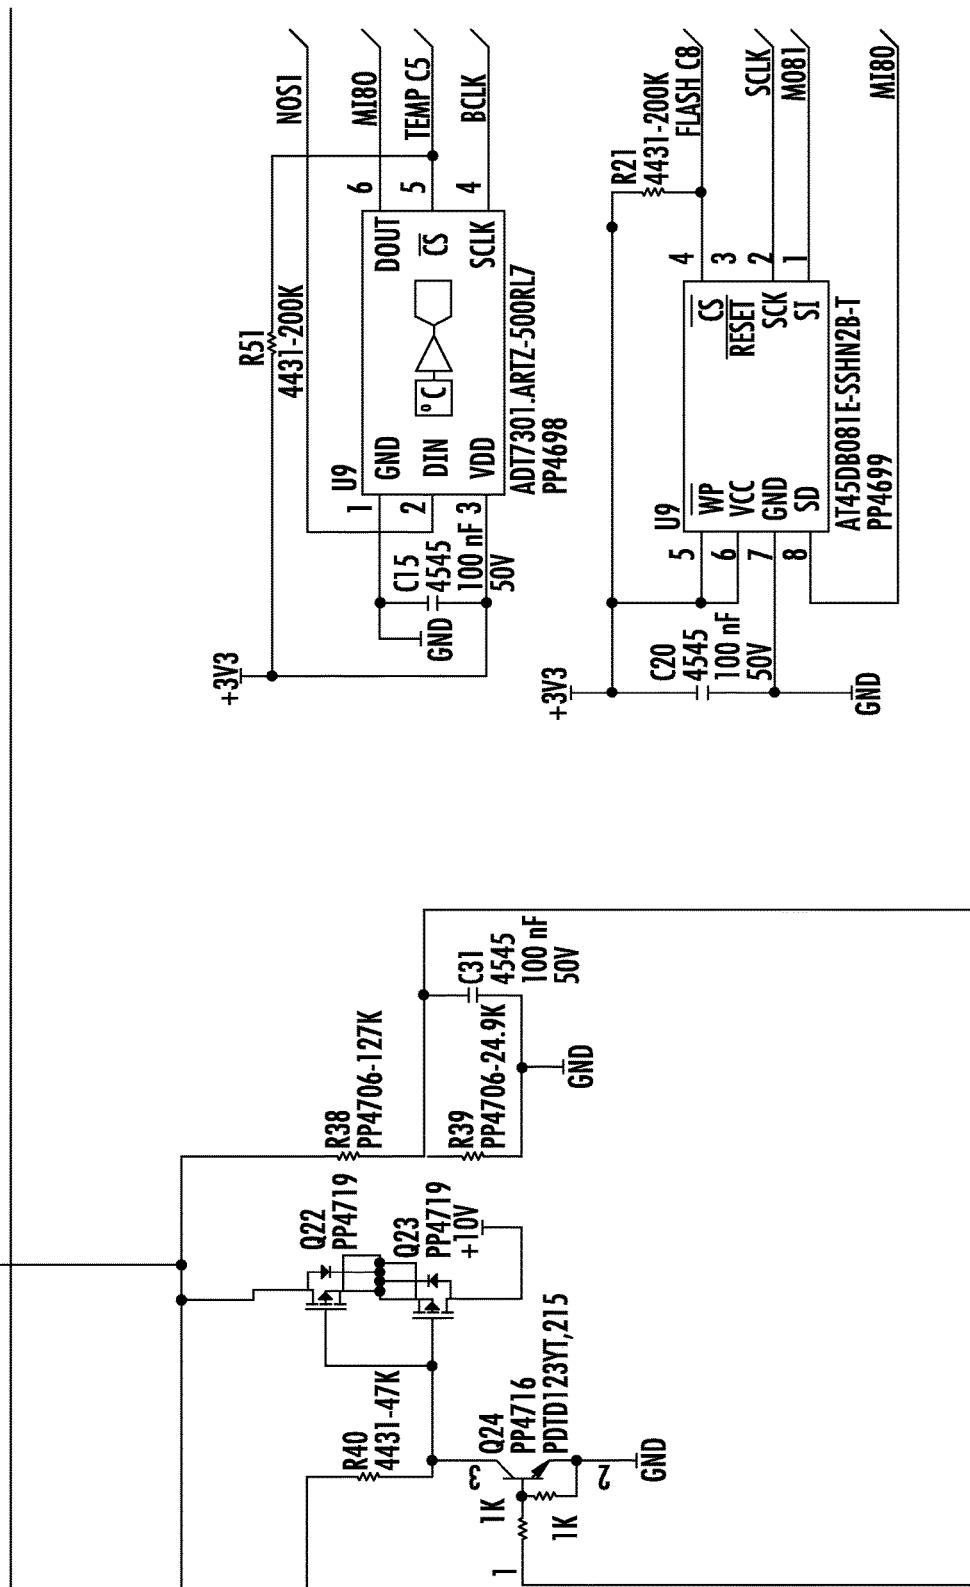 NOS1
MI80
TEMP C5
BCLK
6
5
4
R51
4431-200K
DOUT
CS
SCLK
°C
GND
DIN
VDD
U9
ADT7301.ARTZ-500RL7
PP4698
1
2
3
C15
4545
100 nF
50V
GND
+3V3
FLASH C8
SCLK
M081
MI80
R21
4431-200K
4
3
2
1
CS
RESET
SCK
SI
WP
VCC
GND
SD
U9
AT45DB081E-SSHN2B-T
PP4699
5
6
7
8
C20
4545
100 nF
50V
+3V3
GND
C31
4545
100 nF
50V
R38
PP4706-127K
R39
PP4706-24.9K
GND
Q22
PP4719
Q23
PP4719
+10V
R40
4431-47K
Q24
PP4716
PDTD123YT,215
3
2
GND
1K
1K
1